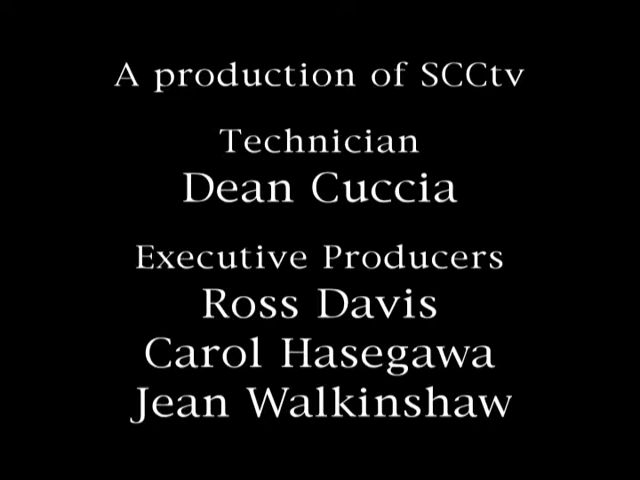 A production of SCCtv
Technician
Dean Cuccia
Executive Producers
Ross Davis
Carol Hasegawa
Jean Walkinshaw